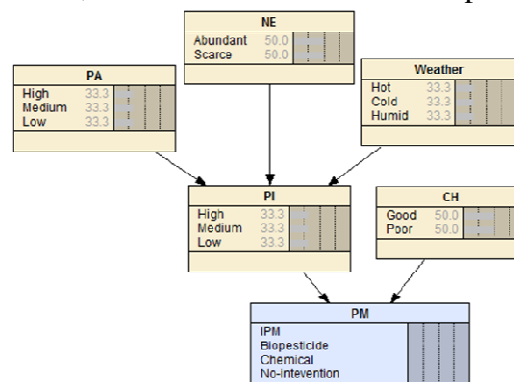 NE
Abundant 50.0
Scarce 50.0
PA
High 33.3
Medium 33.3
Low 33.3
Weather
Hot 33.3
Cold 33.3
Humid 33.3
PI
High 33.3
Medium 33.3
Low 33.3
CH
Good 50.0
Poor 50.0
PM
IPM
Biopesticide
Chemical
No-intevention